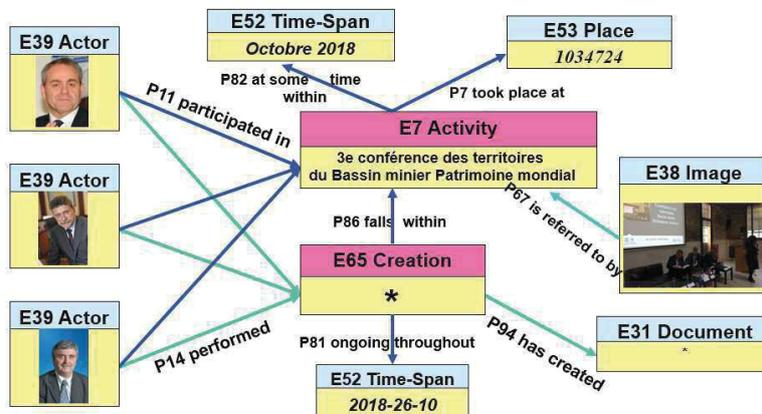 E52 Time-Span
Octobre 2018
E53 Place
1034724
E39 Actor
P82 at some time
within
P7 took place at
P11 participated in
E7 Activity
3e conférence des territoires
du Bassin minier Patrimoine mondial
E39 Actor
E38 Image
P67 is referred to by
P86 falls within
E65 Creation
*
E39 Actor
P14 performed
P81 ongoing throughout
P94 has created
E31 Document
*
E52 Time-Span
2018-26-10